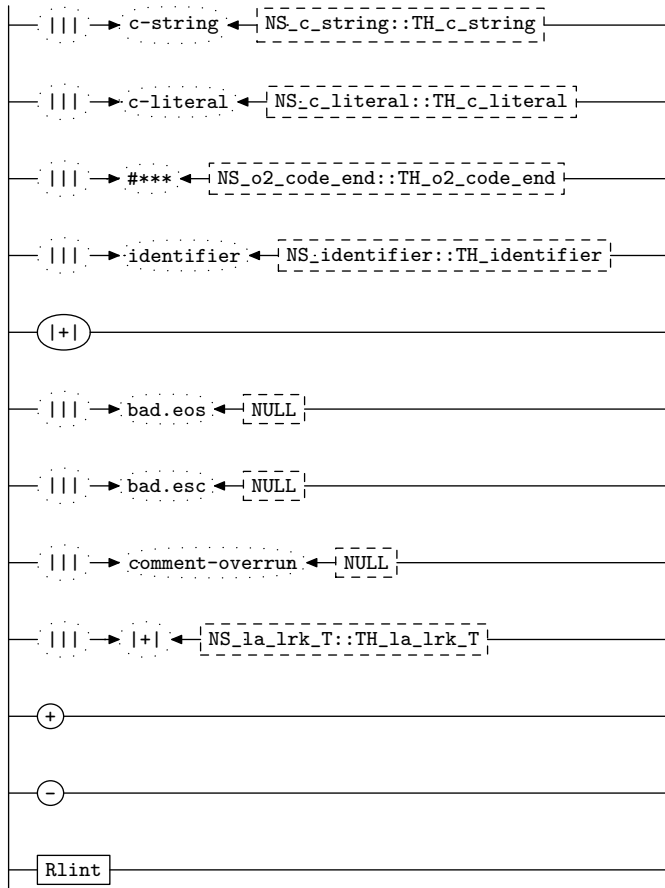 ||| c-string NS_c_string::TH_c_string
||| c-literal NS_c_literal::TH_c_literal
||| #*** NS_o2_code_end::TH_o2_code_end
||| identifier NS_identifier::TH_identifier
|+|
||| bad.eos NULL
||| bad.esc NULL
||| comment-overrun NULL
||| |+| NS_la_lrk_T::TH_la_lrk_T
+
-
Rlint